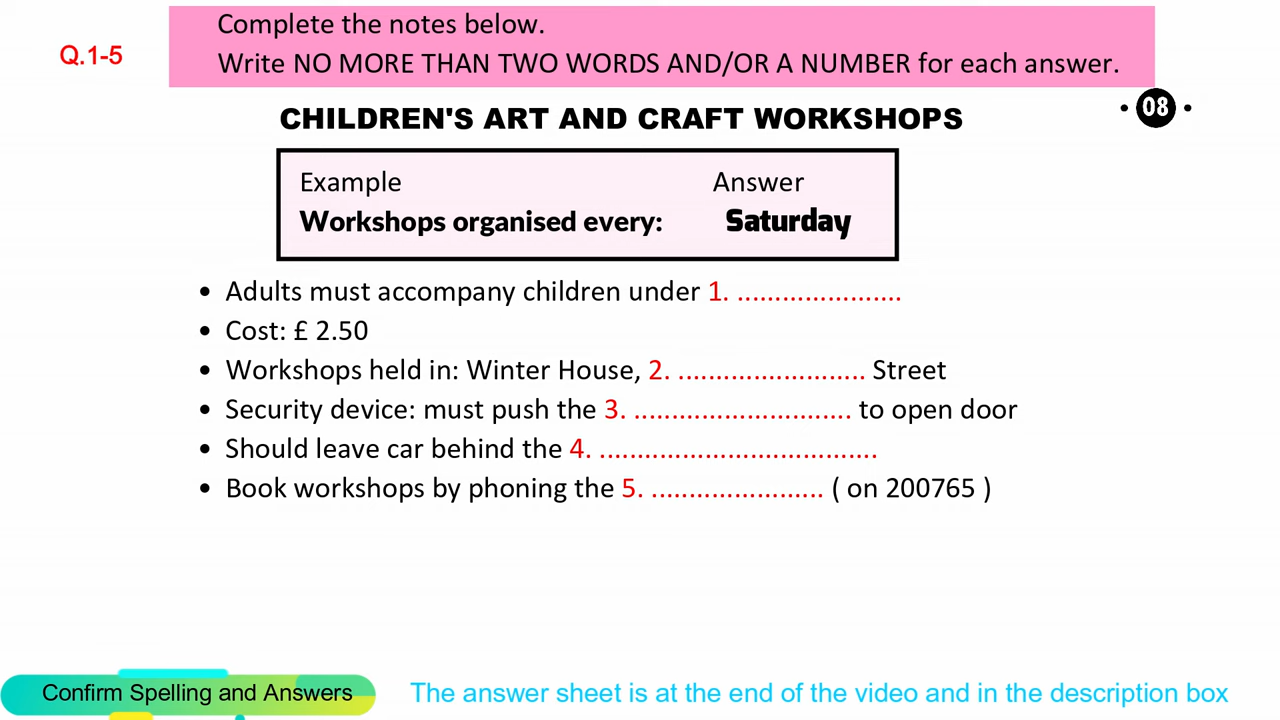 Q.1-5
Complete the notes below.
Write NO MORE THAN TWO WORDS AND/OR A NUMBER for each answer.
08
CHILDREN'S ART AND CRAFT WORKSHOPS
Example Answer
Workshops organised every: Saturday
• Adults must accompany children under 1. ......................
• Cost: £ 2.50
• Workshops held in: Winter House, 2. ......................... Street
• Security device: must push the 3. ............................. to open door
• Should leave car behind the 4. .....................................
• Book workshops by phoning the 5. ....................... ( on 200765 )
Confirm Spelling and Answers
The answer sheet is at the end of the video and in the description box